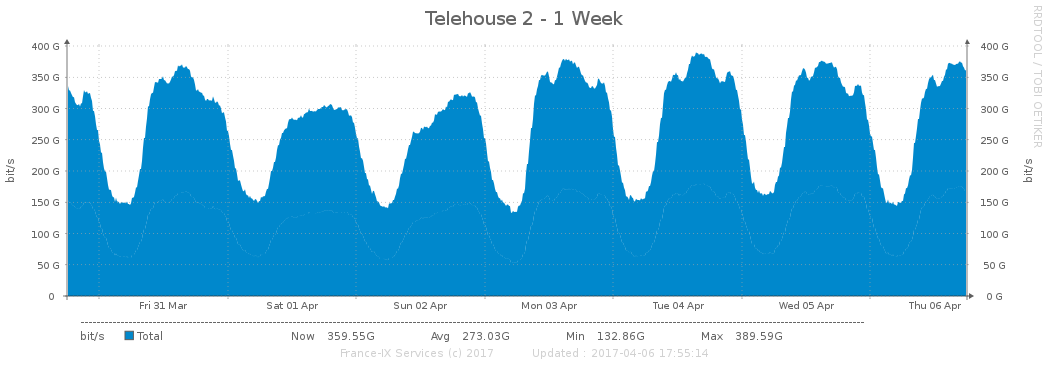 Telehouse 2 - 1 Week
RRDTOOL / TOBI OETIKER
400 G 400 G
350 G 350 G
300 G 300 G
250 G 250 G
200 G 200 G
150 G 150 G
100 G 100 G
50 G 50 G
0 0 G
bit/s bit/s
Fri 31 Mar Sat 01 Apr Sun 02 Apr Mon 03 Apr Tue 04 Apr Wed 05 Apr Thu 06 Apr
bit/s Total Now 359.55G Avg 273.03G Min 132.86G Max 389.59G
France-IX Services (c) 2017 Updated : 2017-04-06 17:55:14